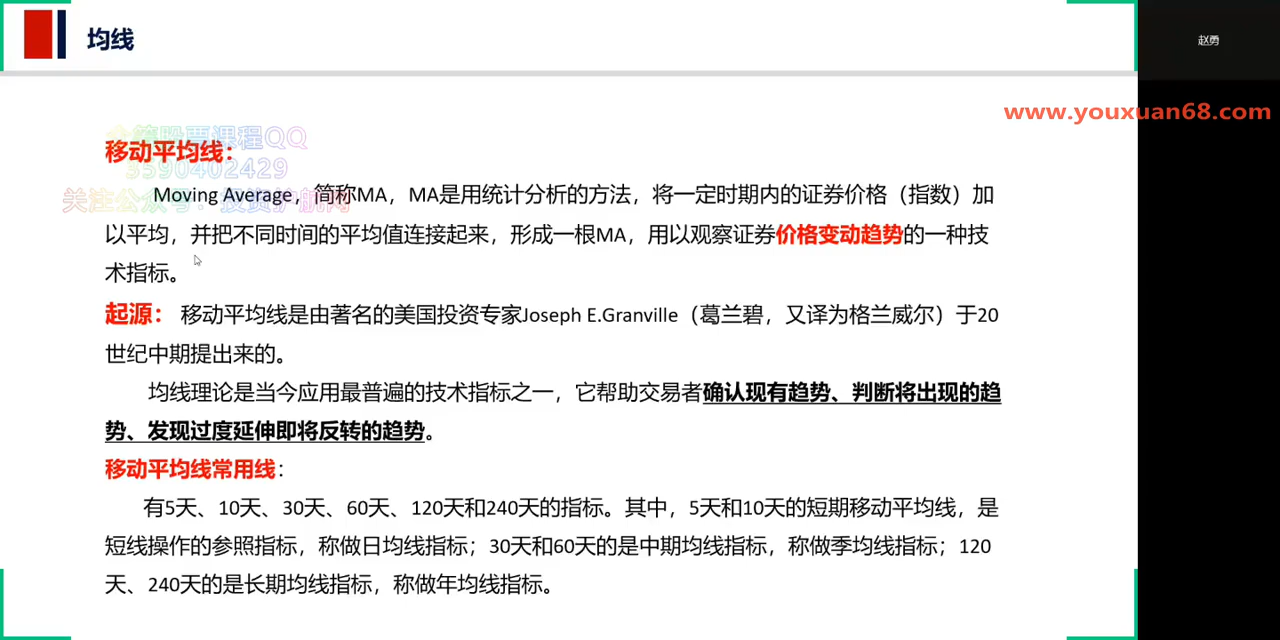 均线
赵勇
www.youxuan68.com
移动平均线：
Moving Average，简称MA，MA是用统计分析的方法，将一定时期内的证券价格（指数）加
以平均，并把不同时间的平均值连接起来，形成一根MA，用以观察证券价格变动趋势的一种技
术指标。
起源： 移动平均线是由著名的美国投资专家Joseph E.Granville（葛兰碧，又译为格兰威尔）于20
世纪中期提出来的。
均线理论是当今应用最普遍的技术指标之一，它帮助交易者确认现有趋势、判断将出现的趋
势、发现过度延伸即将反转的趋势。
移动平均线常用线：
有5天、10天、30天、60天、120天和240天的指标。其中，5天和10天的短期移动平均线，是
短线操作的参照指标，称做日均线指标；30天和60天的是中期均线指标，称做季均线指标；120
天、240天的是长期均线指标，称做年均线指标。